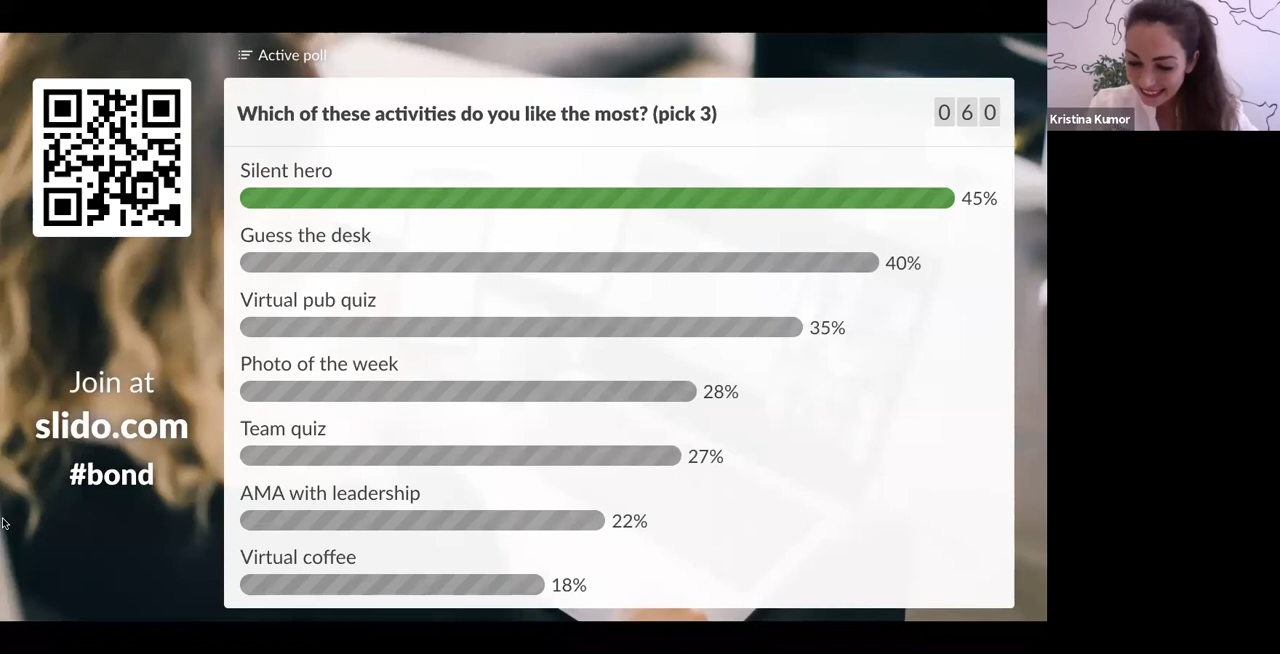 Active poll
Which of these activities do you like the most? (pick 3)
060
Silent hero
45%
Guess the desk
40%
Virtual pub quiz
35%
Photo of the week
28%
Team quiz
27%
AMA with leadership
22%
Virtual coffee
18%
Join at
slido.com
#bond
Kristina Kumor